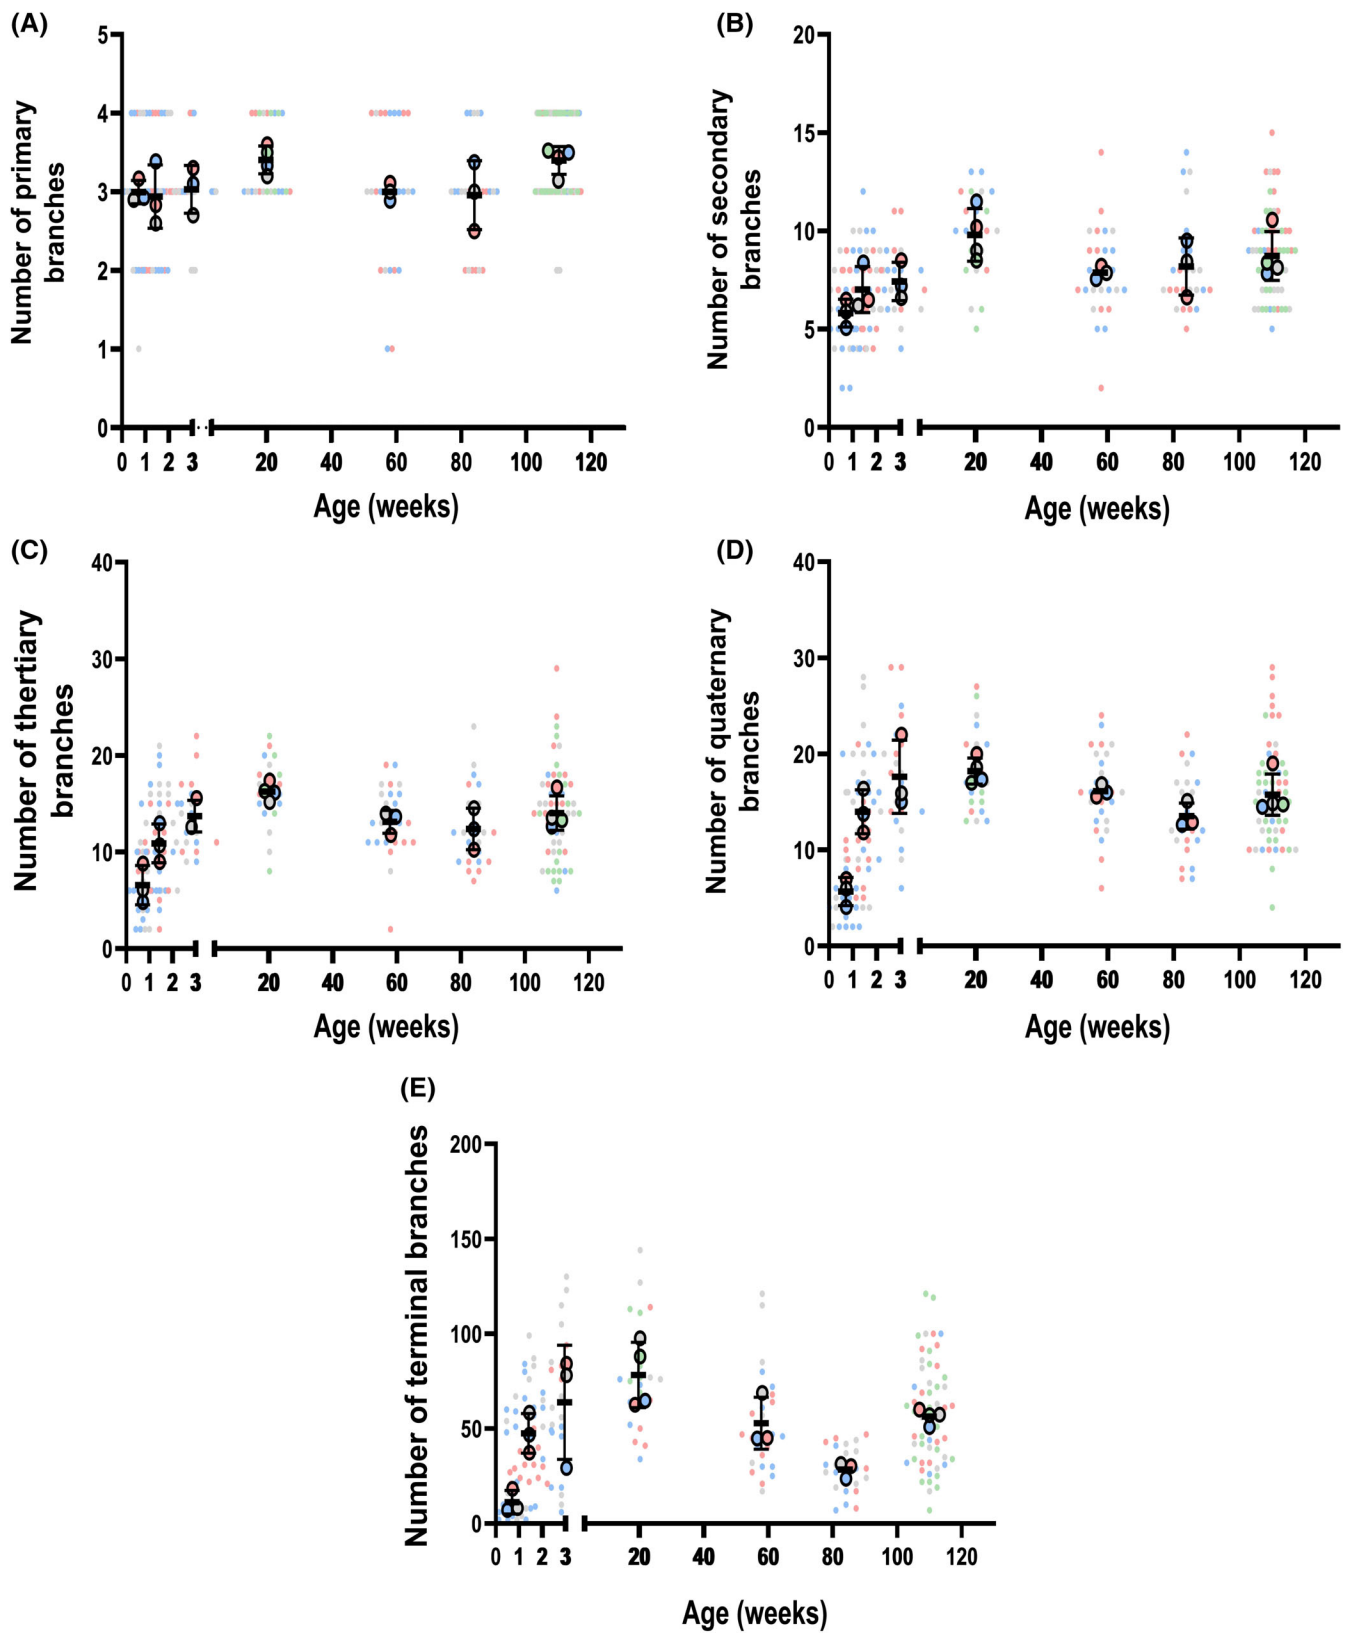 (A)
Number of primary
branches
5
4
3
2
1
0
0 1 2 3 20 40 60 80 100 120
Age (weeks)
(B)
Number of secondary
branches
20
15
10
5
0
0 1 2 3 20 40 60 80 100 120
Age (weeks)
(C)
Number of thertiary
branches
40
30
20
10
0
0 1 2 3 20 40 60 80 100 120
Age (weeks)
(D)
Number of quaternary
branches
40
30
20
10
0
0 1 2 3 20 40 60 80 100 120
Age (weeks)
(E)
Number of terminal branches
200
150
100
50
0
0 1 2 3 20 40 60 80 100 120
Age (weeks)